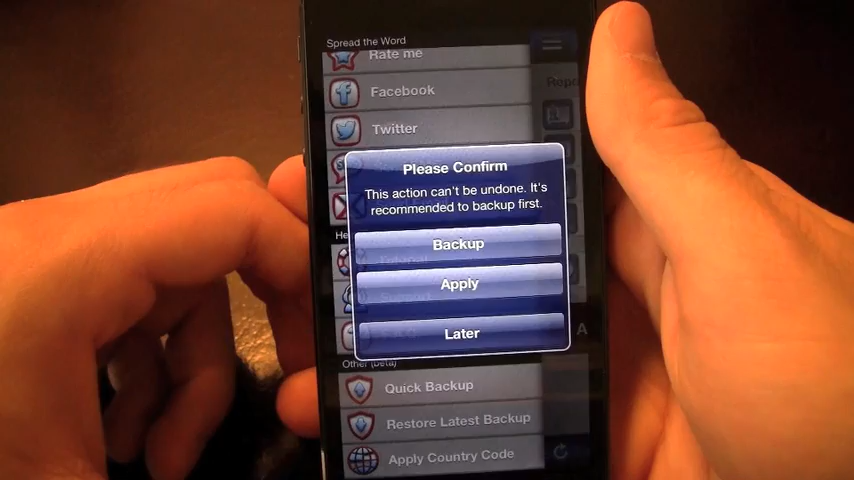 Spread the Word
Rate me
Repo
Facebook
Twitter
Please Confirm
This action can't be undone. It's
recommended to backup first.
Backup
Apply
Later
A
Other (beta)
Quick Backup
Restore Latest Backup
Apply Country Code